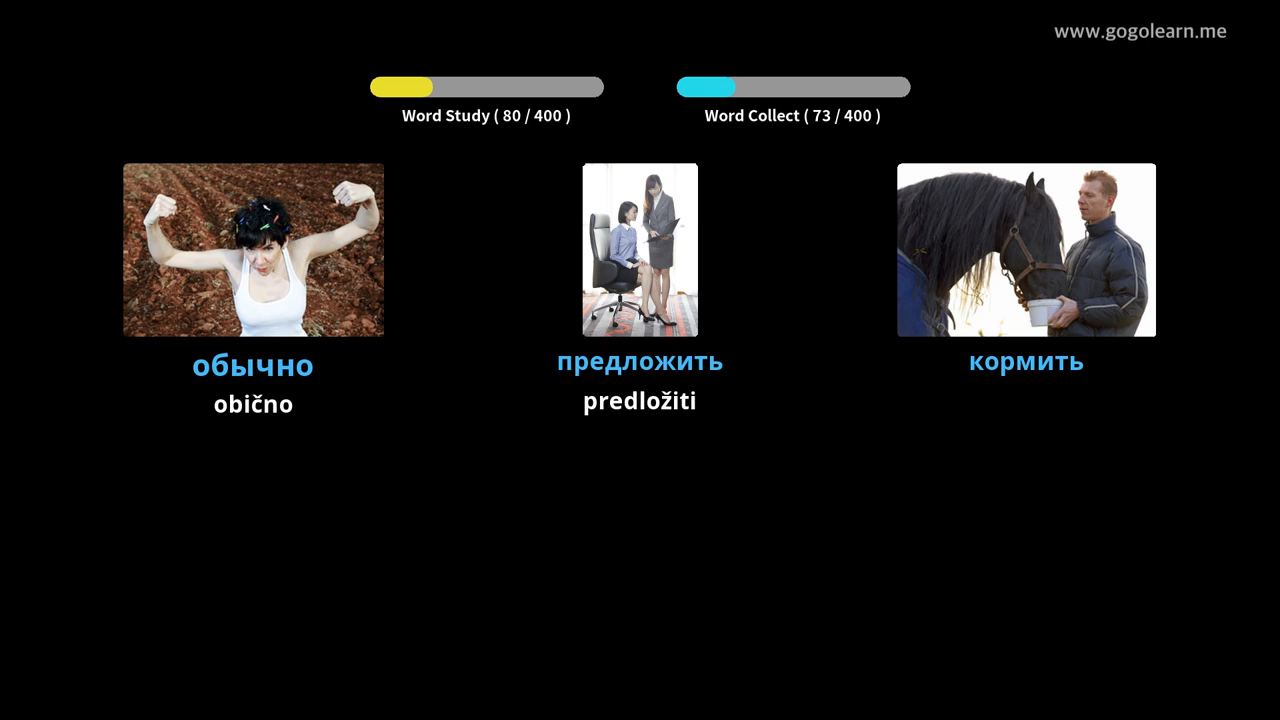 www.gogolearn.me
Word Study ( 80 / 400 )
Word Collect ( 73 / 400 )
обычно
предложить
кормить
obično
predložiti